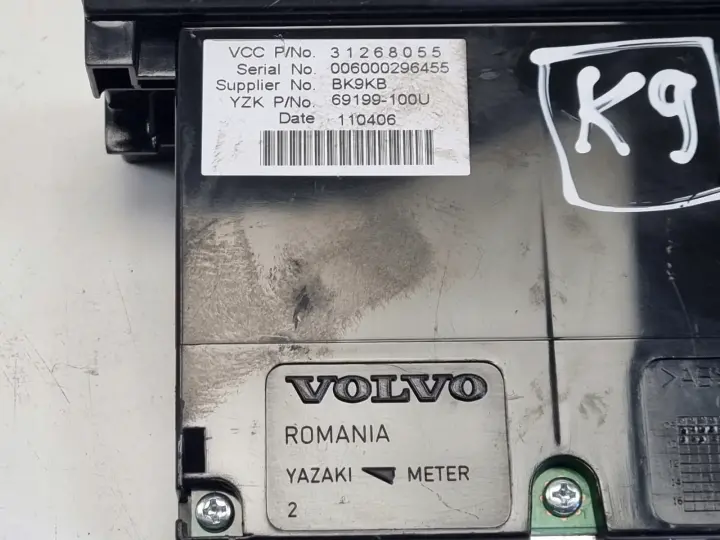 VCC P/No. 31268055
Serial No. 006000296455
Supplier No. BK9KB
YZK P/No. 69199-100U
Date 110406
K9
VOLVO
ROMANIA
YAZAKI METER
2